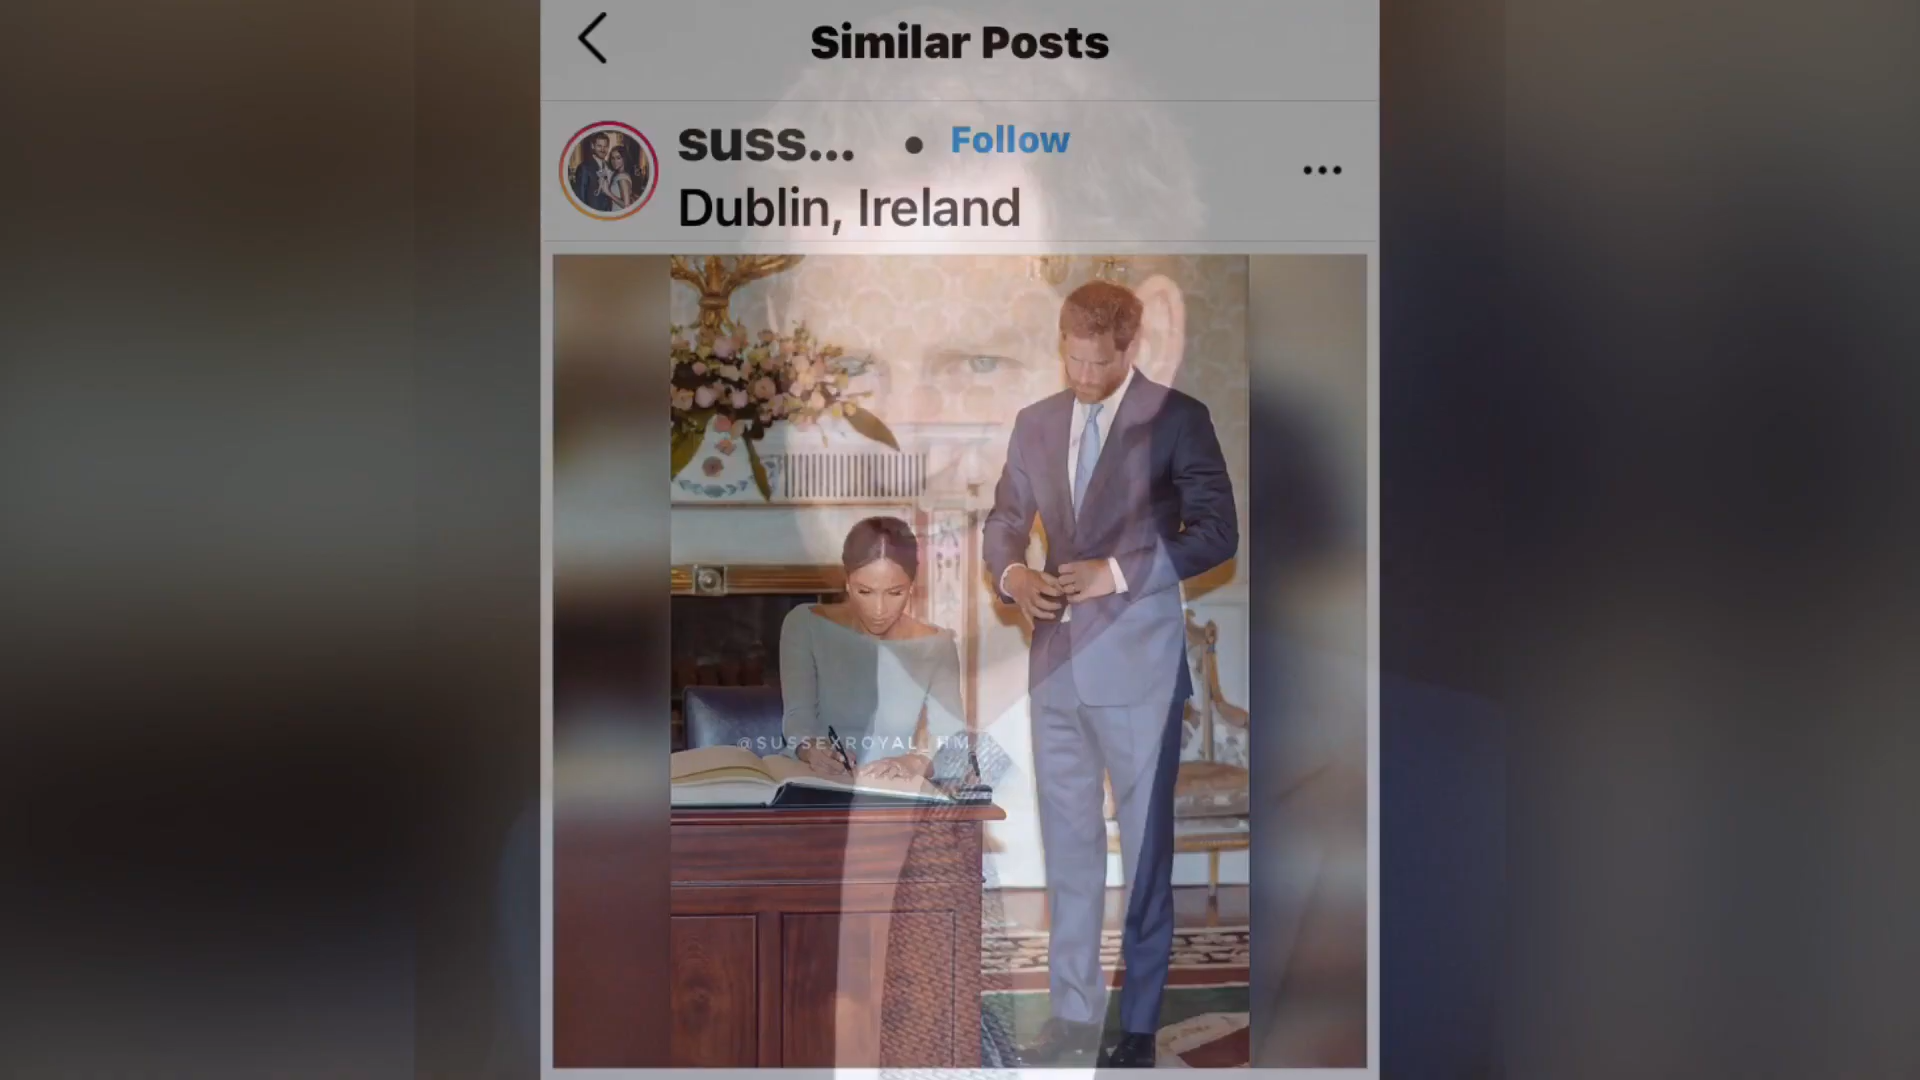 Similar Posts
suss... • Follow
Dublin, Ireland
@SUSSEXROYAL_HM